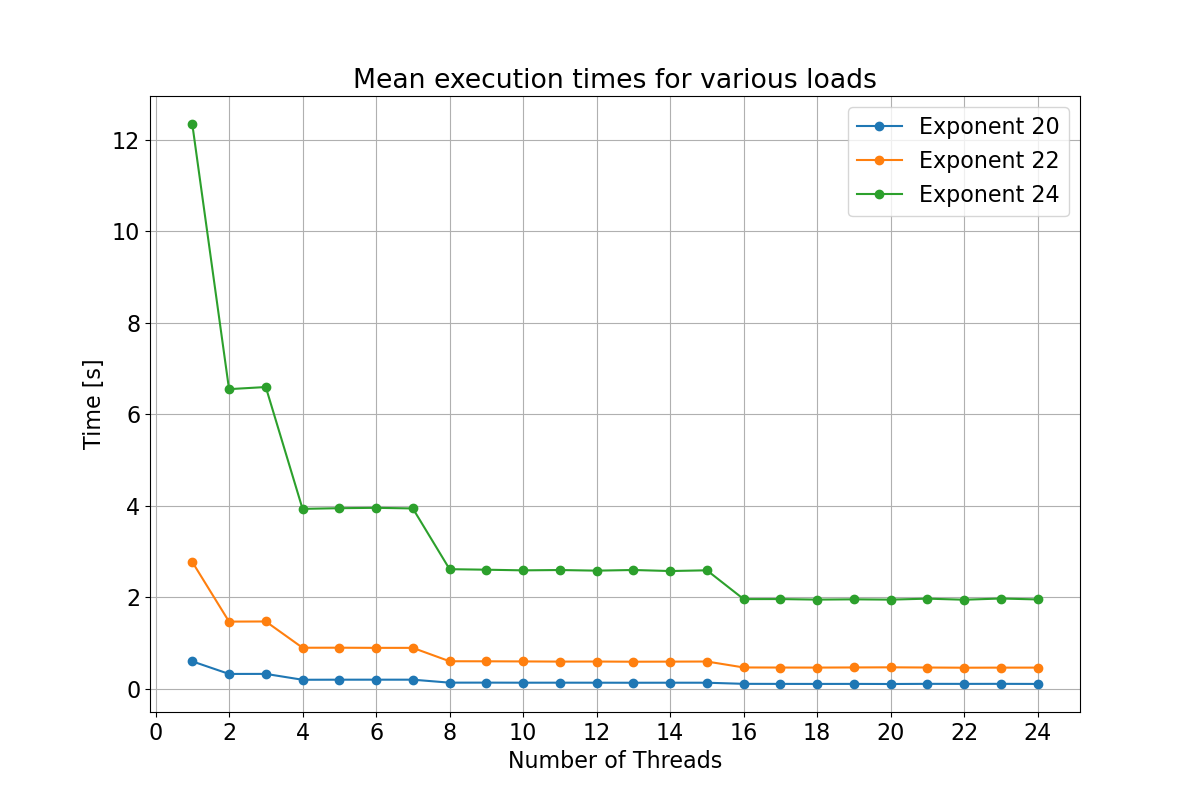 Mean execution times for various loads
Exponent 20
Exponent 22
Exponent 24
12
10
8
6
4
2
0
Time [s]
0 2 4 6 8 10 12 14 16 18 20 22 24
Number of Threads